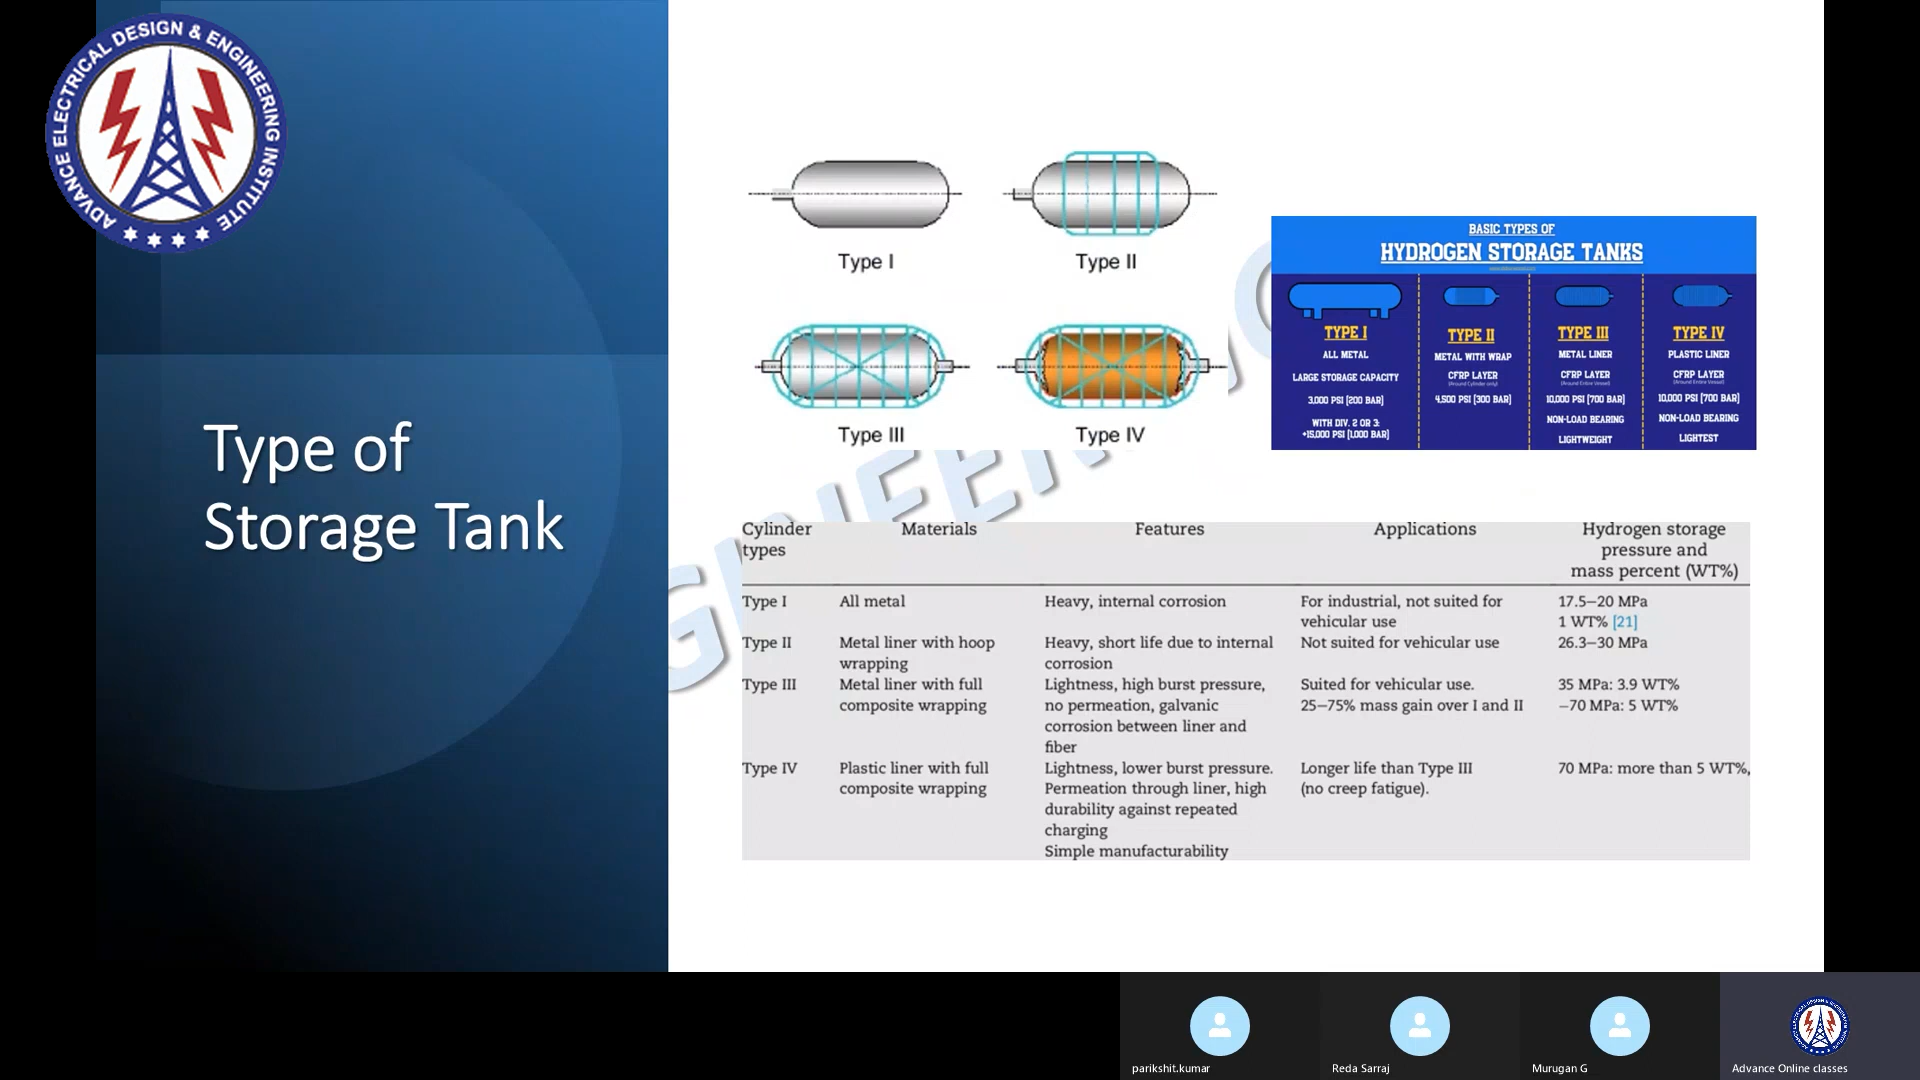 ADVANCE ELECTRICAL DESIGN & ENGINEERING INSTITUTE
Type of
Storage Tank
Type I
Type II
Type III
Type IV
BASIC TYPES OF
HYDROGEN STORAGE TANKS
TYPE I
ALL METAL
LARGE STORAGE CAPACITY
3,000 PSI (200 BAR)
WITH DIV. 2 OR 3:
+15,000 PSI (1,000 BAR)
TYPE II
METAL WITH WRAP
CFRP LAYER
(Around Cylinder only)
4,500 PSI (300 BAR)
TYPE III
METAL LINER
CFRP LAYER
(Around Entire Vessel)
10,000 PSI (700 BAR)
NON-LOAD BEARING
LIGHTWEIGHT
TYPE IV
PLASTIC LINER
CFRP LAYER
(Around Entire Vessel)
10,000 PSI (700 BAR)
NON-LOAD BEARING
LIGHTEST
Cylinder Materials Features Applications Hydrogen storage
types pressure and
mass percent (WT%)
Type I All metal Heavy, internal corrosion For industrial, not suited for 17.5–20 MPa
vehicular use 1 WT% [21]
Type II Metal liner with hoop Heavy, short life due to internal Not suited for vehicular use 26.3–30 MPa
wrapping corrosion
Type III Metal liner with full Lightness, high burst pressure, Suited for vehicular use. 35 MPa: 3.9 WT%
composite wrapping no permeation, galvanic 25–75% mass gain over I and II –70 MPa: 5 WT%
corrosion between liner and
fiber
Type IV Plastic liner with full Lightness, lower burst pressure. Longer life than Type III 70 MPa: more than 5 WT%,
composite wrapping Permeation through liner, high (no creep fatigue).
durability against repeated
charging
Simple manufacturability
parikshit.kumar
Reda Sarraj
Murugan G
Advance Online classes